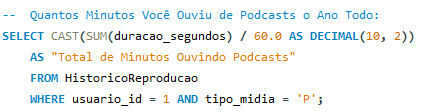 -- Quantos Minutos Você Ouviu de Podcasts o Ano Todo:
SELECT CAST(SUM(duracao_segundos) / 60.0 AS DECIMAL(10, 2))
AS "Total de Minutos Ouvindo Podcasts"
FROM HistoricoReproducao
WHERE usuario_id = 1 AND tipo_midia = 'P';